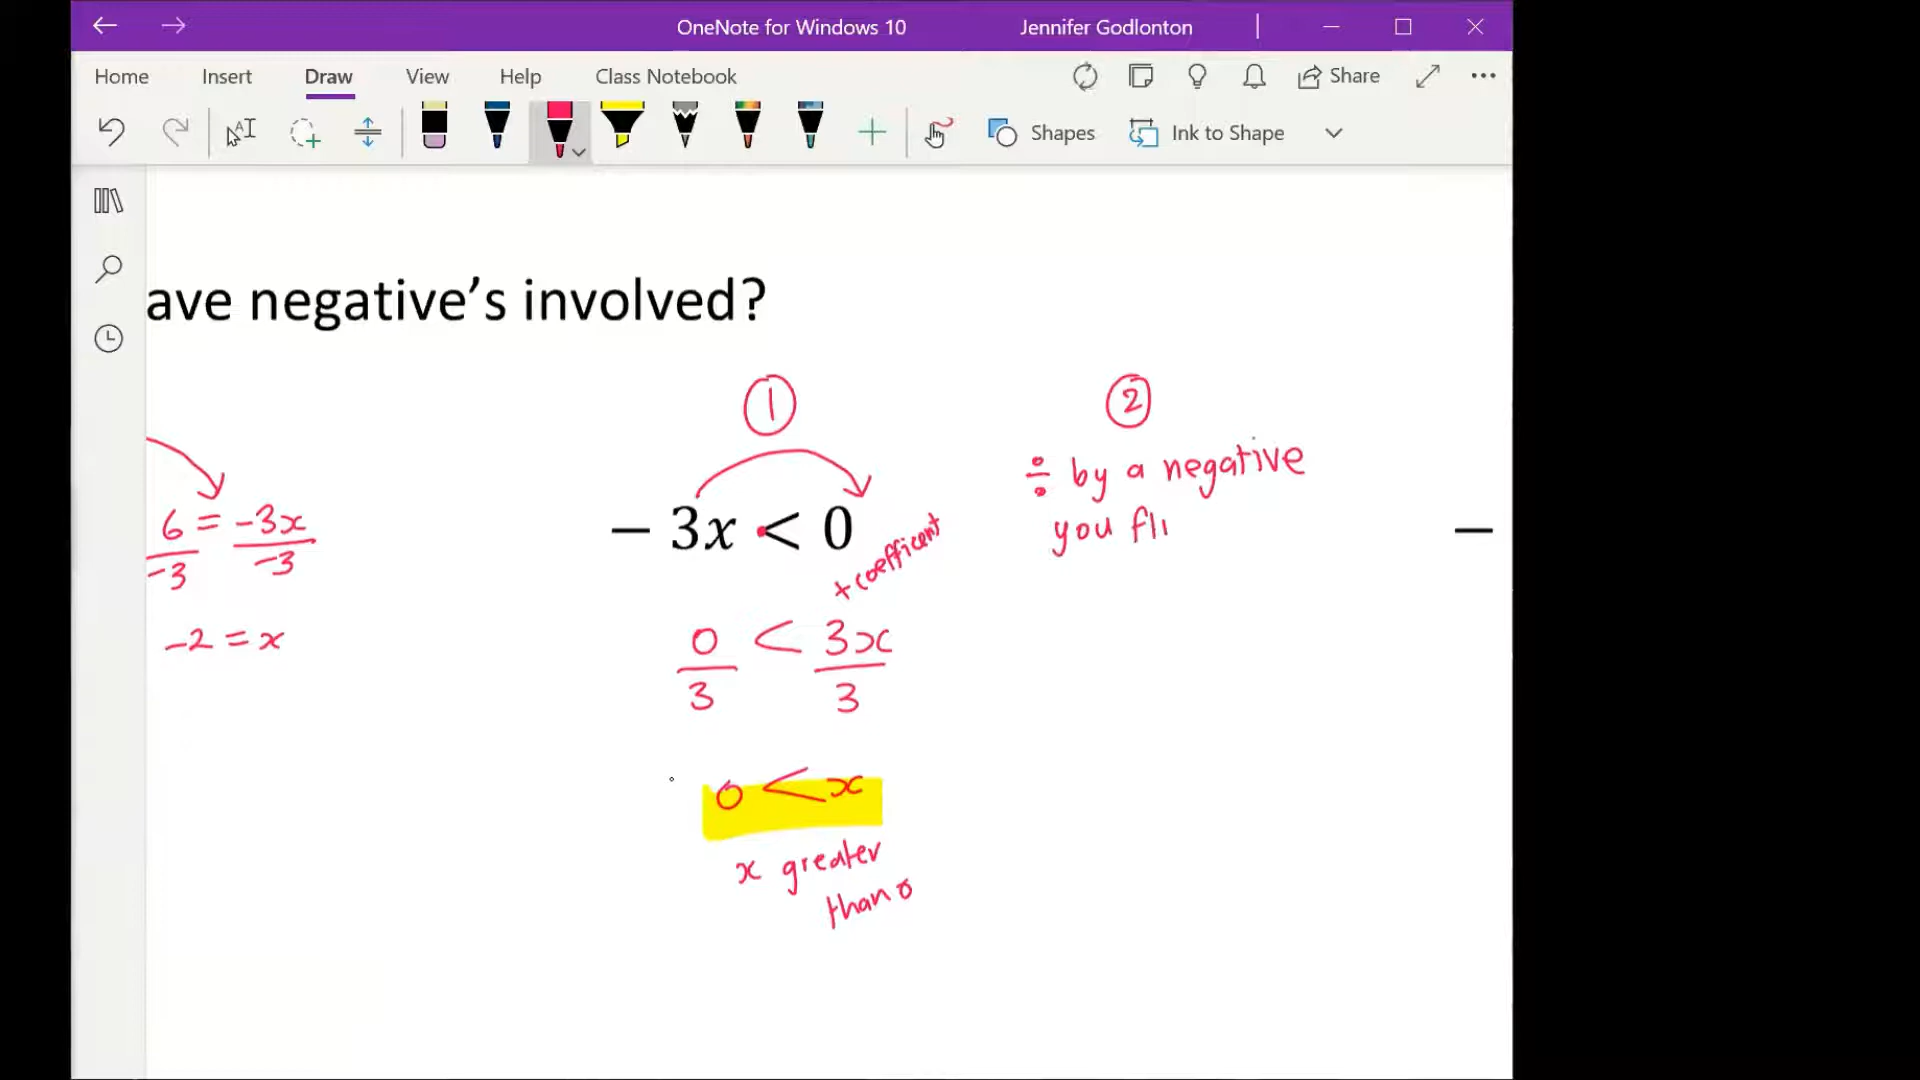 OneNote for Windows 10
Jennifer Godlonton
Home Insert Draw View Help Class Notebook Share
Shapes Ink to Shape
ave negative’s involved?
①
②
÷ by a negative
you fli
6 = -3x
-3 -3
-2 = x
− 3x < 0
−
+ coefficent
0 < 3x
3 3
0 < x
x greater
than 0